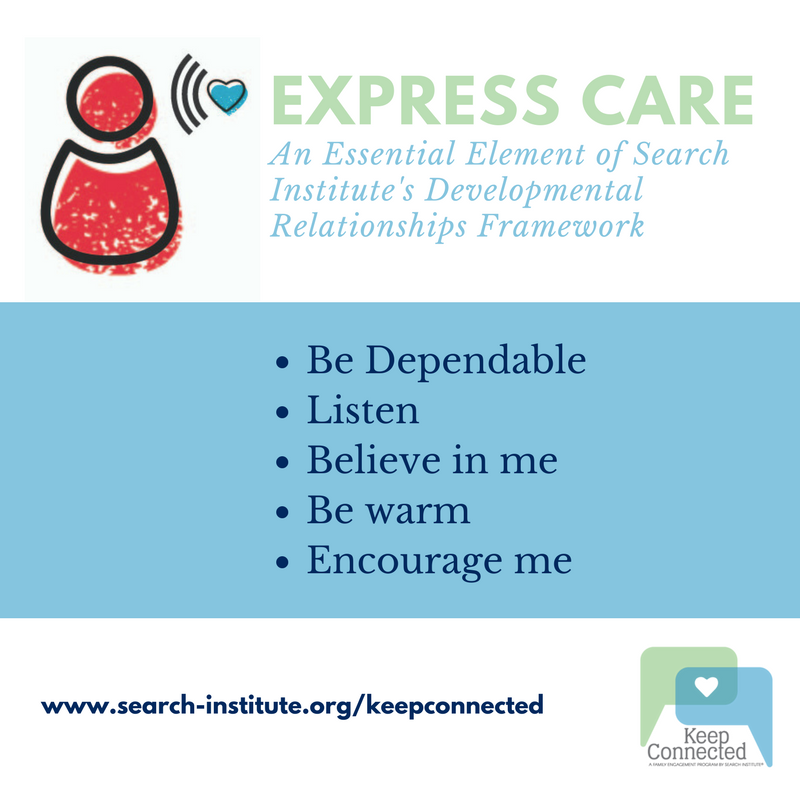 EXPRESS CARE
An Essential Element of Search
Institute's Developmental
Relationships Framework
• Be Dependable
• Listen
• Believe in me
• Be warm
• Encourage me
www.search-institute.org/keepconnected
Keep
Connected
A FAMILY ENGAGEMENT PROGRAM BY SEARCH INSTITUTE®